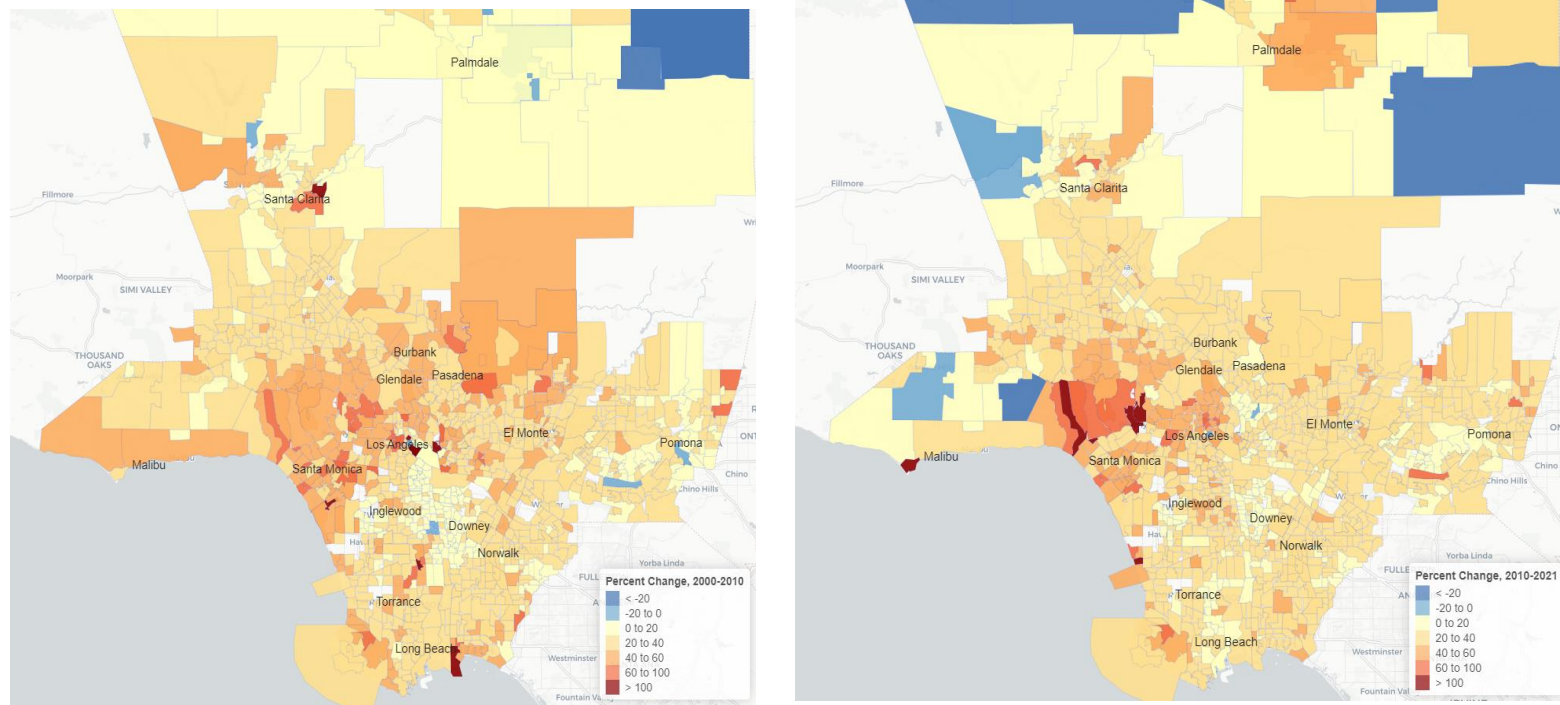 Palmdale
Fillmore
Santa Clarita
Moorpark
SIMI VALLEY
THOUSAND
OAKS
Burbank
Glendale
Pasadena
El Monte
Los Angeles
Pomona
Malibu
Santa Monica
Chino
Chino Hills
Inglewood
Downey
Norwalk
Yorba Linda
Torrance
Long Beach
Westminster
Percent Change, 2000-2010
< -20
-20 to 0
0 to 20
20 to 40
40 to 60
60 to 100
> 100
Palmdale
Fillmore
Santa Clarita
Moorpark
SIMI VALLEY
THOUSAND
OAKS
Burbank
Glendale
Pasadena
El Monte
Los Angeles
Pomona
Malibu
Santa Monica
Chino Hills
Inglewood
Downey
Norwalk
Yorba Linda
Torrance
Long Beach
Westminster
Percent Change, 2010-2021
< -20
-20 to 0
0 to 20
20 to 40
40 to 60
60 to 100
> 100